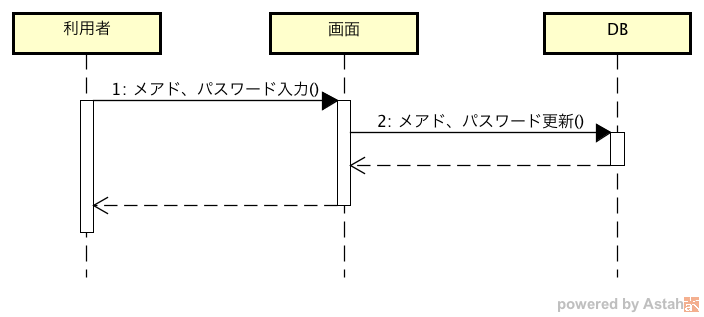 利用者
画面
DB
1: メアド、パスワード入力()
2: メアド、パスワード更新()
powered by Astah